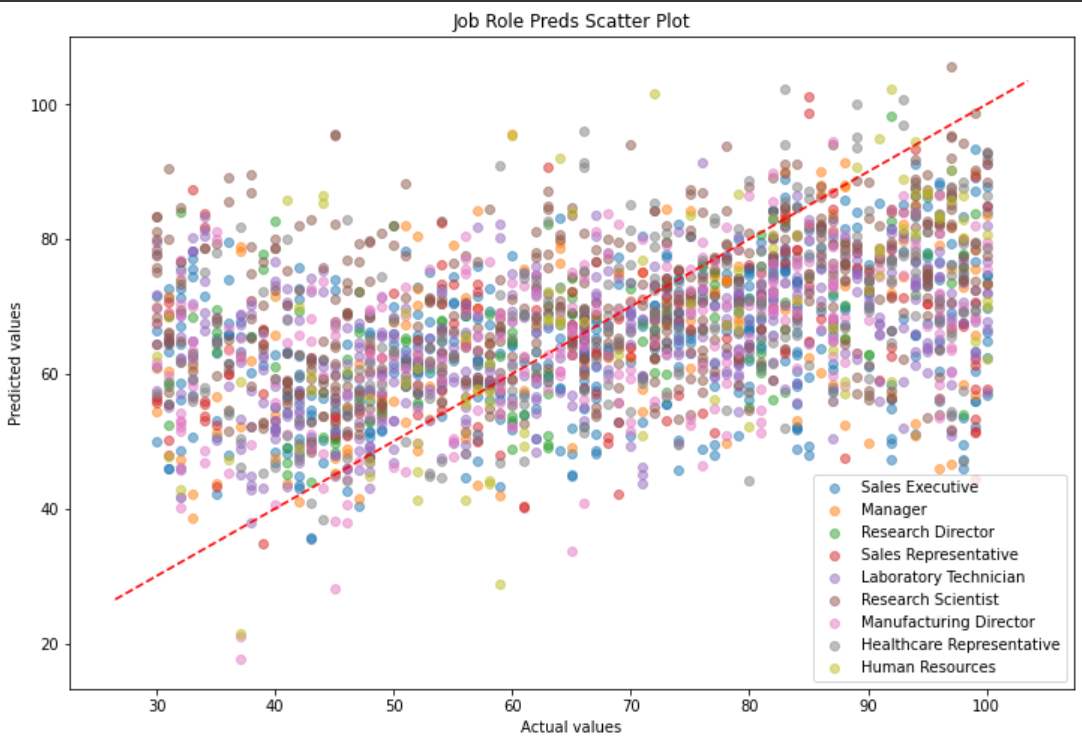 Job Role Preds Scatter Plot
Predicted values
100
80
60
40
20
Sales Executive
Manager
Research Director
Sales Representative
Laboratory Technician
Research Scientist
Manufacturing Director
Healthcare Representative
Human Resources
30 40 50 60 70 80 90 100
Actual values